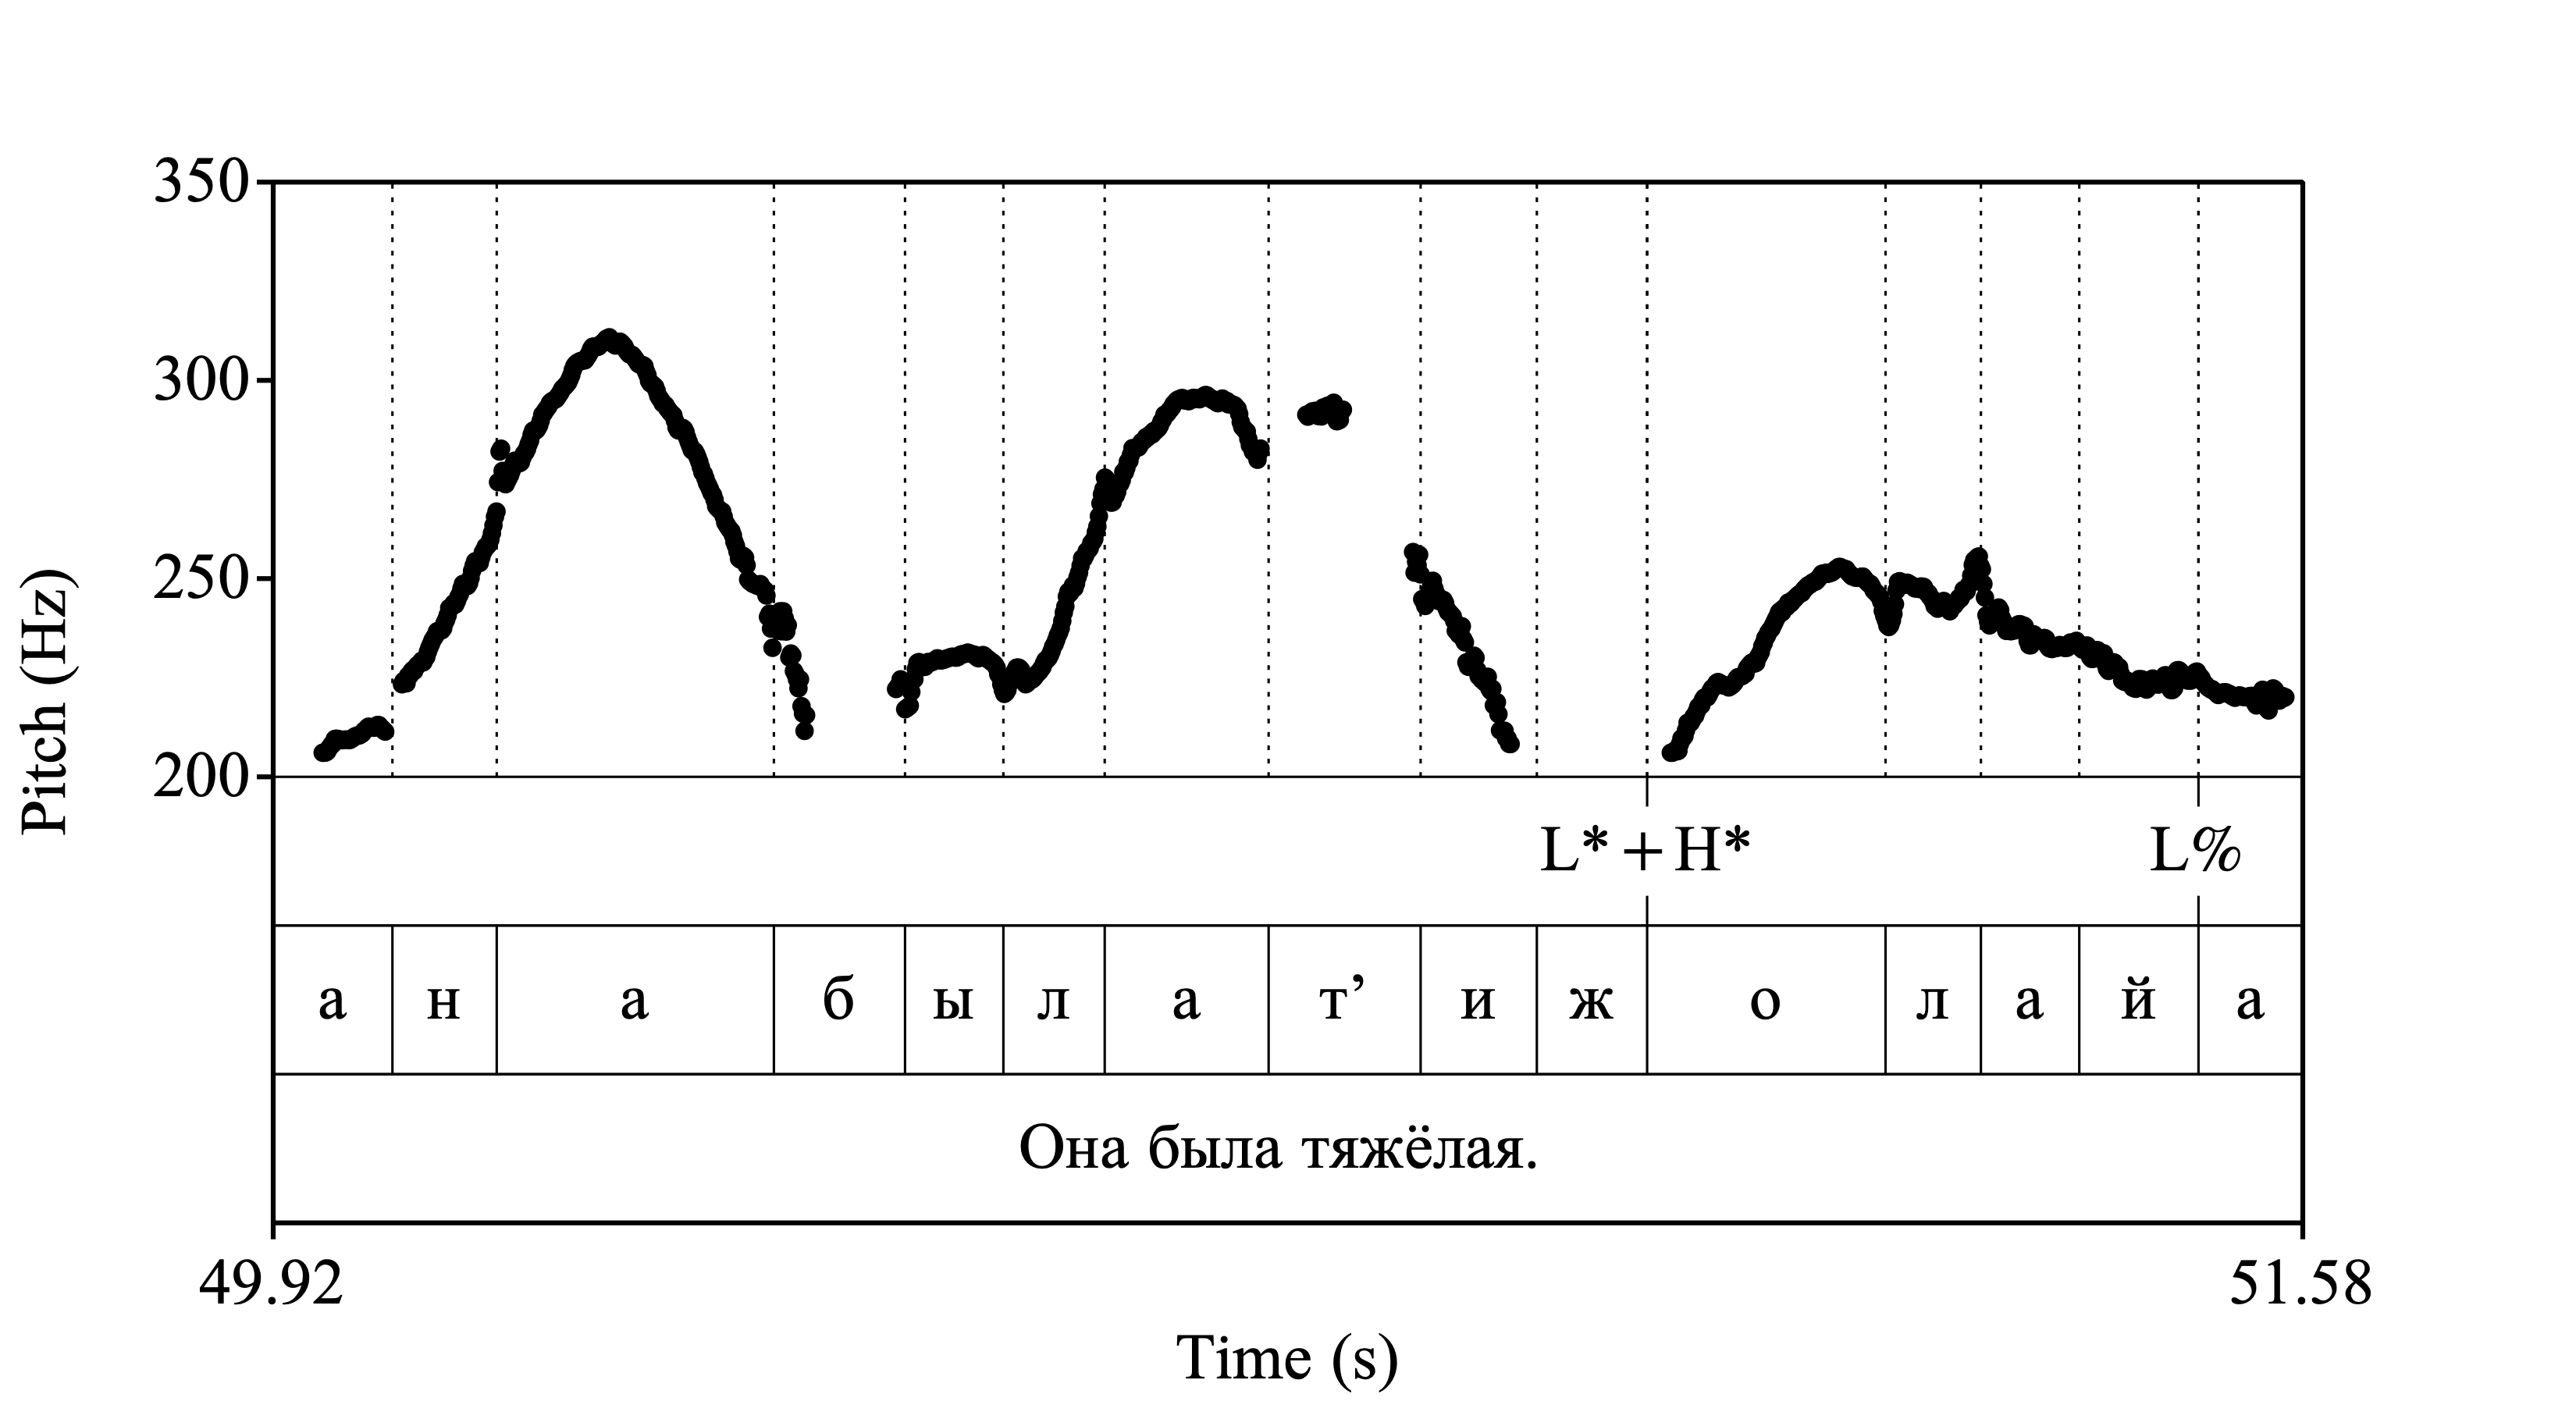 350
300
250
200
Pitch (Hz)
L*+H* L%
а н а б ы л а т’ и ж о л а й а
Она была тяжёлая.
49.92 51.58
Time (s)